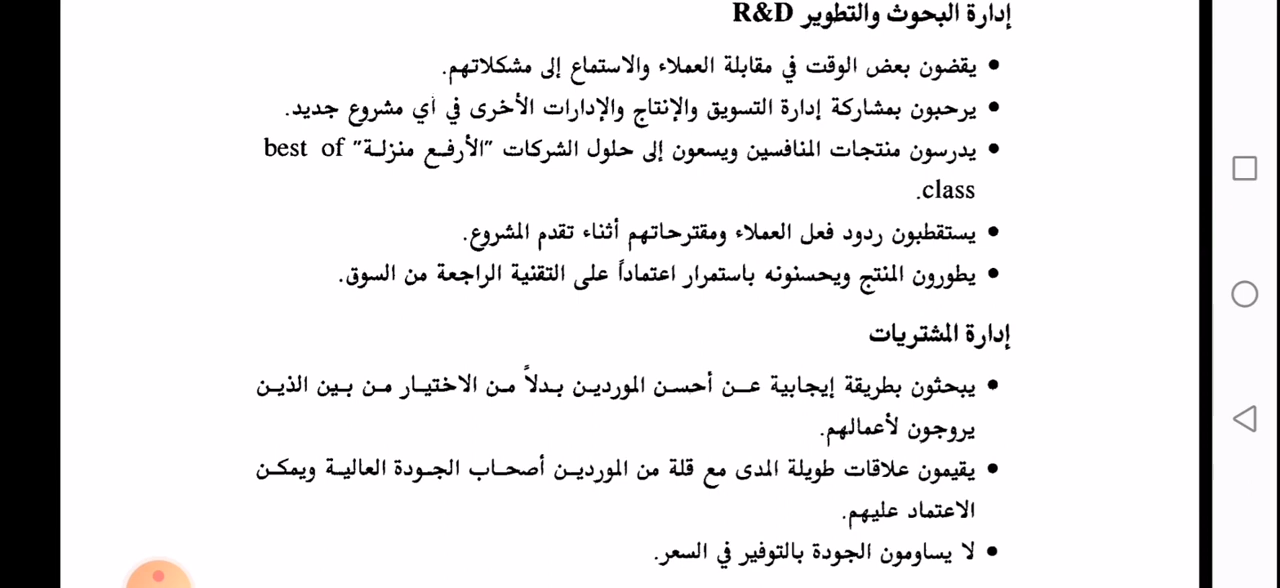 إدارة البحوث والتطوير R&D
• يقضون بعض الوقت في مقابلة العملاء والاستماع إلى مشكلاتهم.
• يرحبون بمشاركة إدارة التسويق والإنتاج والإدارات الأخرى في أي مشروع جديد.
• يدرسون منتجات المنافسين ويسعون إلى حلول الشركات "الأرفع منزلة" best of
class.
• يستقطبون ردود فعل العملاء ومقترحاتهم أثناء تقدم المشروع.
• يطورون المنتج ويحسنونه باستمرار اعتماداً على التقنية الراجعة من السوق.
إدارة المشتريات
• يبحثون بطريقة إيجابية عن أحسن الموردين بدلاً من الاختيار من بين الذين
يروجون لأعمالهم.
• يقيمون علاقات طويلة المدى مع قلة من الموردين أصحاب الجودة العالية ويمكن
الاعتماد عليهم.
• لا يساومون الجودة بالتوفير في السعر.